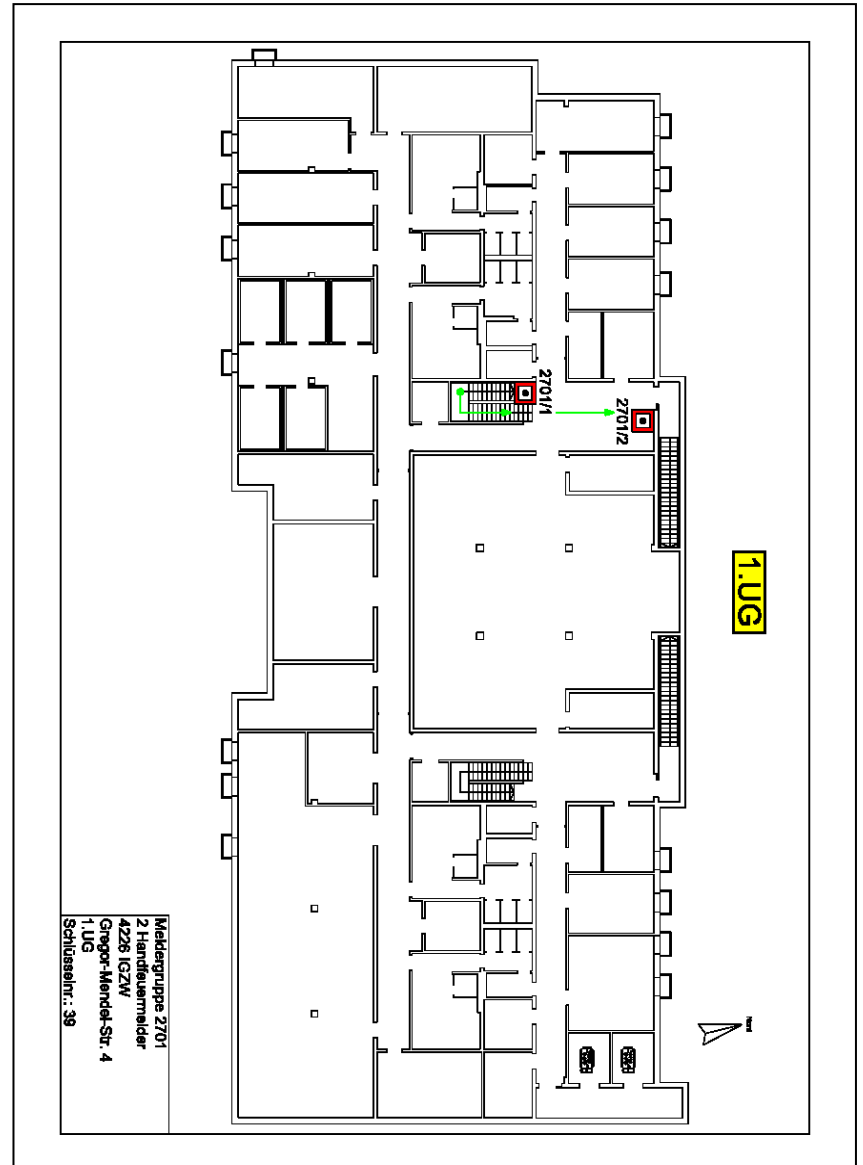 1.UG
2701/1
2701/2
Nord
Meldergruppe 2701
2 Handfeuermelder
4226 IGZW
Gregor-Mendel-Str. 4
1.UG
Schlüsselnr.: 39